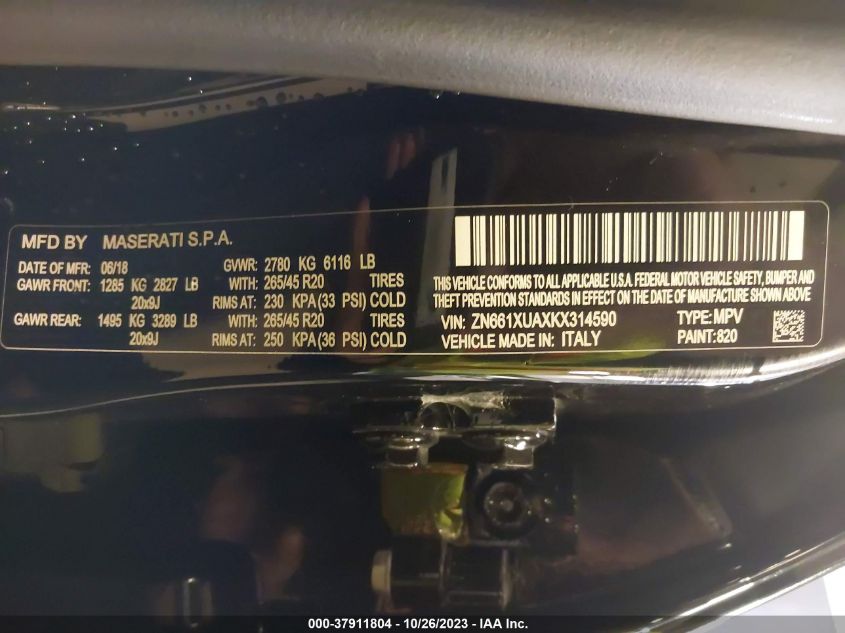 MFD BY MASERATI S.P.A.
DATE OF MFR: 06/18 GVWR: 2780 KG 6116 LB
GAWR FRONT: 1285 KG 2827 LB WITH: 265/45 R20 TIRES
20x9J RIMS AT: 230 KPA (33 PSI) COLD
GAWR REAR: 1495 KG 3289 LB WITH: 265/45 R20 TIRES
20x9J RIMS AT: 250 KPA (36 PSI) COLD
THIS VEHICLE CONFORMS TO ALL APPLICABLE U.S.A. FEDERAL MOTOR VEHICLE SAFETY, BUMPER AND
THEFT PREVENTION STANDARDS IN EFFECT ON THE DATE OF MANUFACTURE SHOWN ABOVE
VIN: ZN661XUAXKX314590 TYPE: MPV
VEHICLE MADE IN: ITALY PAINT: 820
000-37911804 - 10/26/2023 - IAA Inc.